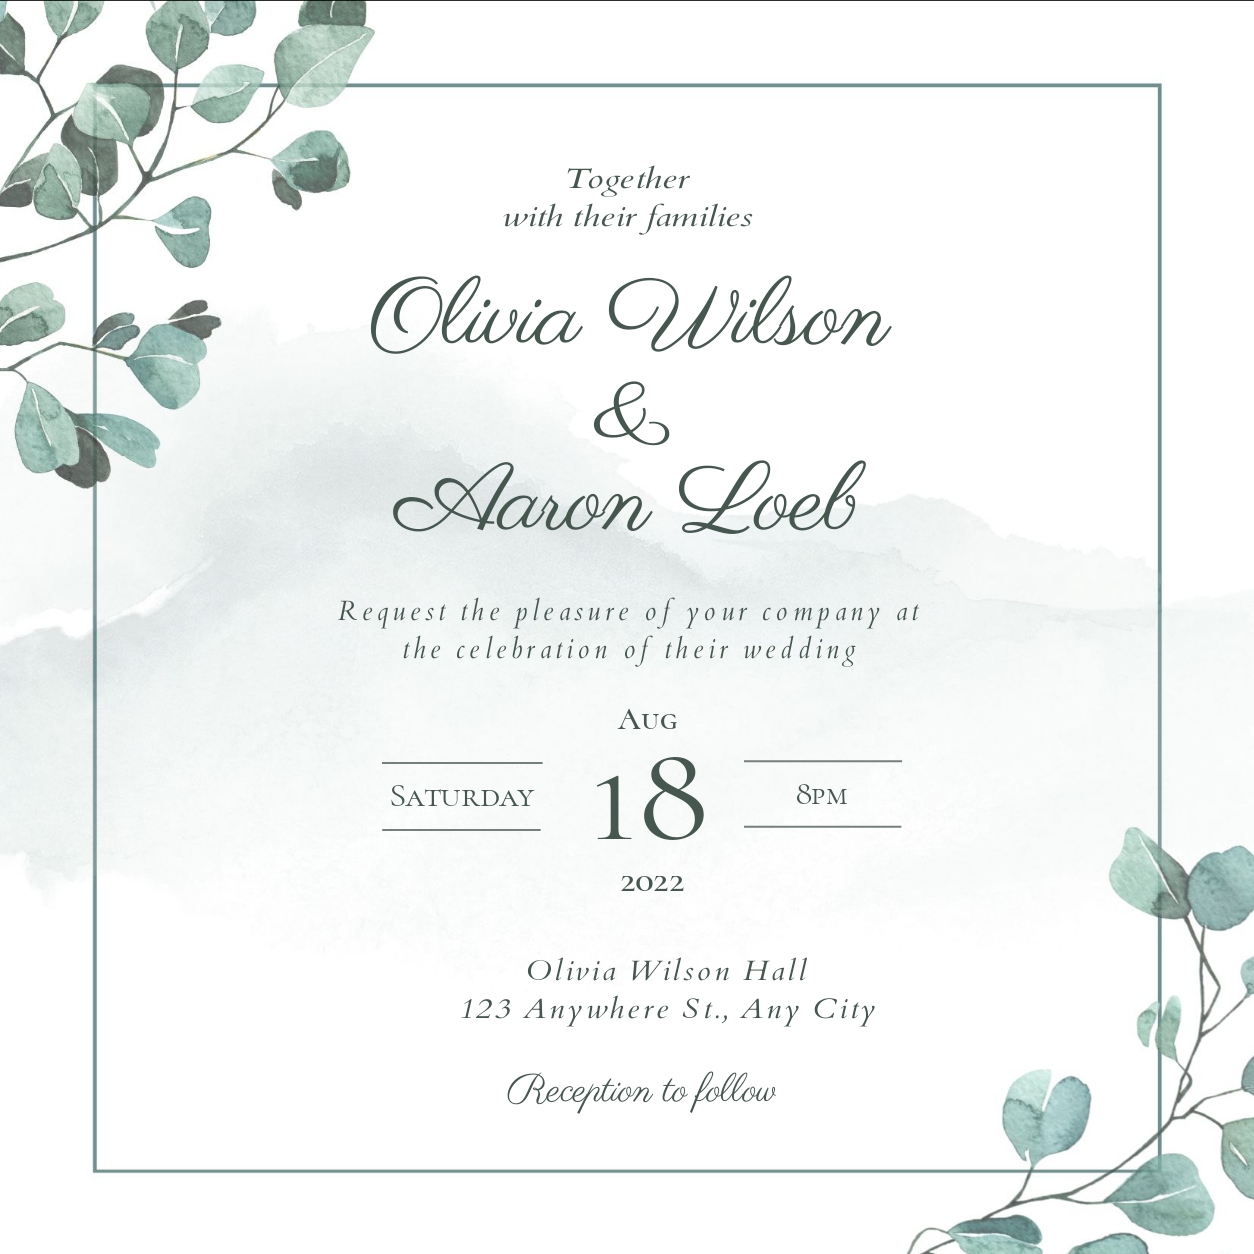 Together
with their families
Olivia Wilson
&
Aaron Loeb
Request the pleasure of your company at
the celebration of their wedding
Aug
Saturday 18 8pm
2022
Olivia Wilson Hall
123 Anywhere St., Any City
Reception to follow